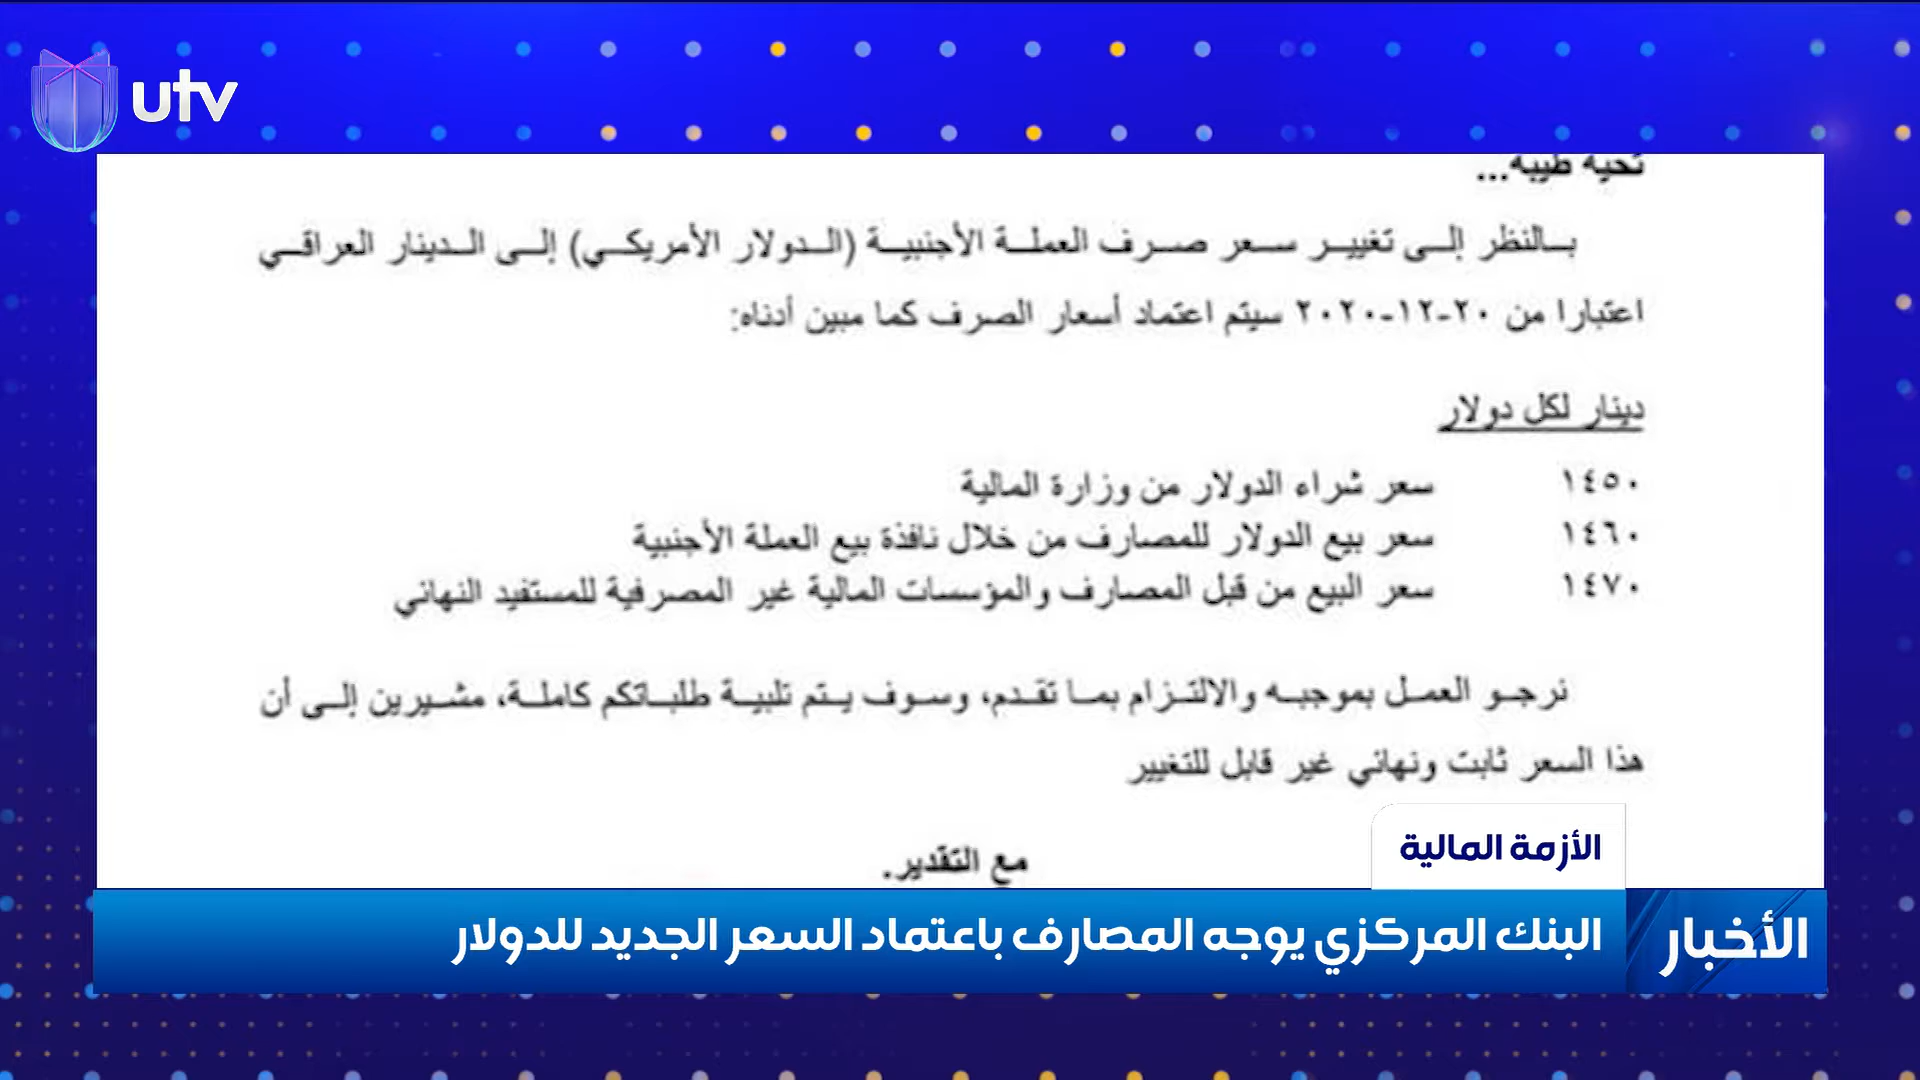 utv
تحية طيبة...
بالنظر إلى تغيير سعر صرف العملة الأجنبية (الدولار الأمريكي) إلى الدينار العراقي
اعتبارا من ٢٠-١٢-٢٠٢٠ سيتم اعتماد أسعار الصرف كما مبين أدناه:
دينار لكل دولار
١٤٥٠ سعر شراء الدولار من وزارة المالية
١٤٦٠ سعر بيع الدولار للمصارف من خلال نافذة بيع العملة الأجنبية
١٤٧٠ سعر البيع من قبل المصارف والمؤسسات المالية غير المصرفية للمستفيد النهائي
نرجو العمل بموجبه والالتزام بما تقدم، وسوف يتم تلبية طلباتكم كاملة، مشيرين إلى أن
هذا السعر ثابت ونهائي غير قابل للتغيير
مع التقدير.
الأزمة المالية
الأخبار
البنك المركزي يوجه المصارف باعتماد السعر الجديد للدولار